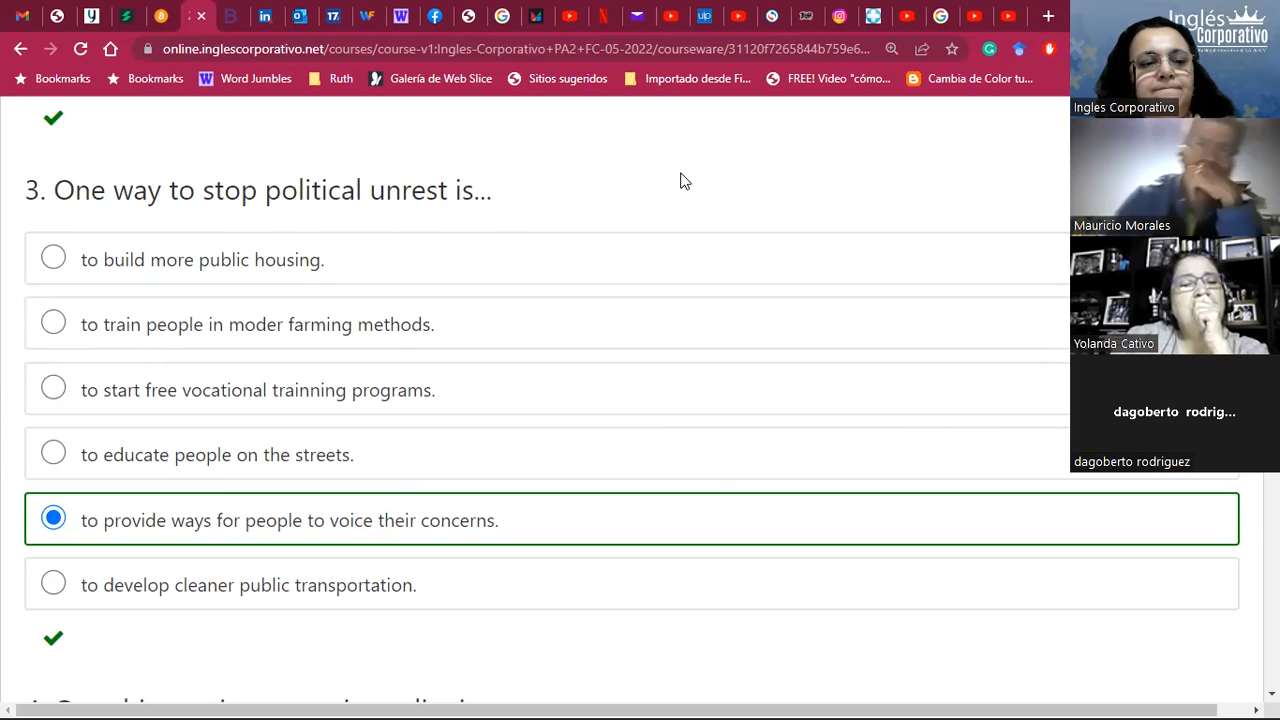 online.inglescorporativo.net/courses/course-v1:Ingles-Corporativo+PA2+FC-05-2022/courseware/31120f7265844b759e6...
Bookmarks
Bookmarks
Word Jumbles
Ruth
Galería de Web Slice
Sitios sugeridos
Importado desde Fi...
FREE! Video "cómo...
Cambia de Color tu...
3. One way to stop political unrest is...
to build more public housing.
to train people in moder farming methods.
to start free vocational trainning programs.
to educate people on the streets.
to provide ways for people to voice their concerns.
to develop cleaner public transportation.
Inglés
Corporativo
Ingles Corporativo
Mauricio Morales
Yolanda Cativo
dagoberto rodrig...
dagoberto rodriguez